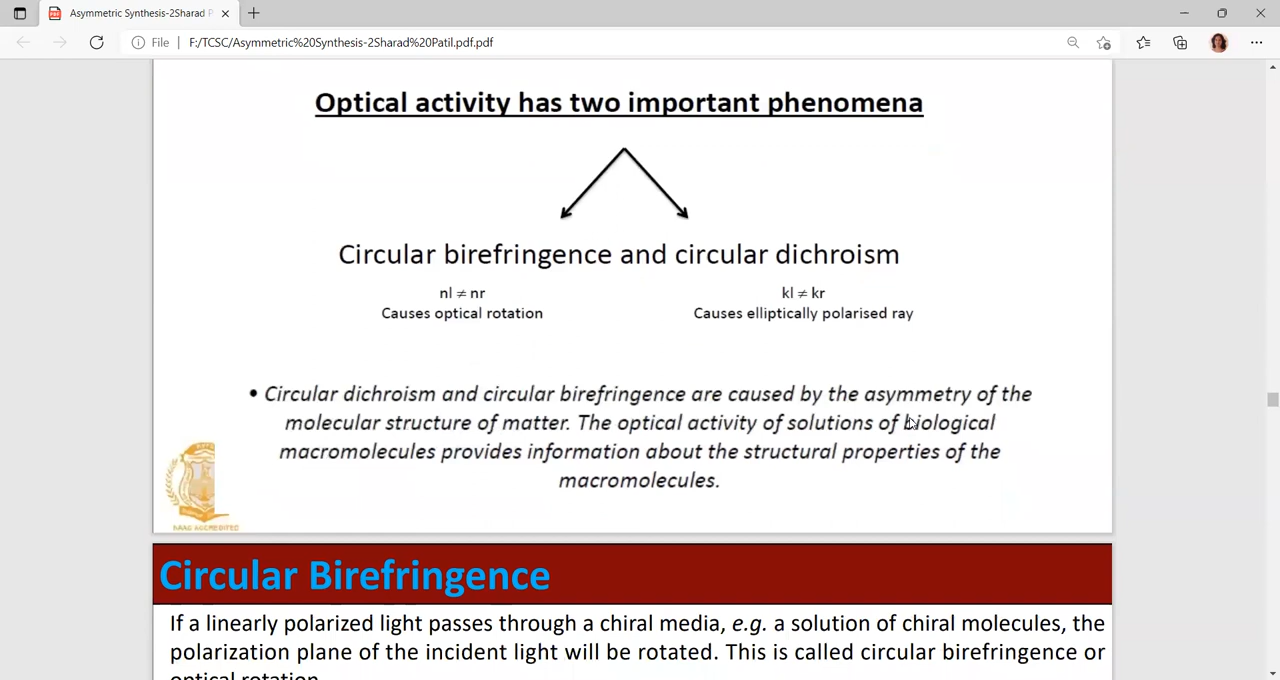 Asymmetric Synthesis-2Sharad P
File
F:/TCSC/Asymmetric%20Synthesis-2Sharad%20Patil.pdf.pdf
Optical activity has two important phenomena
Circular birefringence and circular dichroism
nl ≠ nr
kl ≠ kr
Causes optical rotation
Causes elliptically polarised ray
• Circular dichroism and circular birefringence are caused by the asymmetry of the
molecular structure of matter. The optical activity of solutions of biological
macromolecules provides information about the structural properties of the
macromolecules.
NAAC ACCREDITED
Circular Birefringence
If a linearly polarized light passes through a chiral media, e.g. a solution of chiral molecules, the
polarization plane of the incident light will be rotated. This is called circular birefringence or
optical rotation